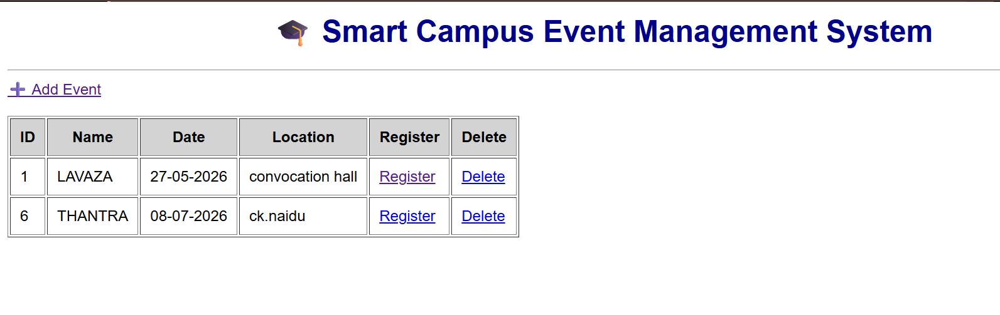 🎓 Smart Campus Event Management System
➕ Add Event
ID Name Date Location Register Delete
1 LAVAZA 27-05-2026 convocation hall Register Delete
6 THANTRA 08-07-2026 ck.naidu Register Delete